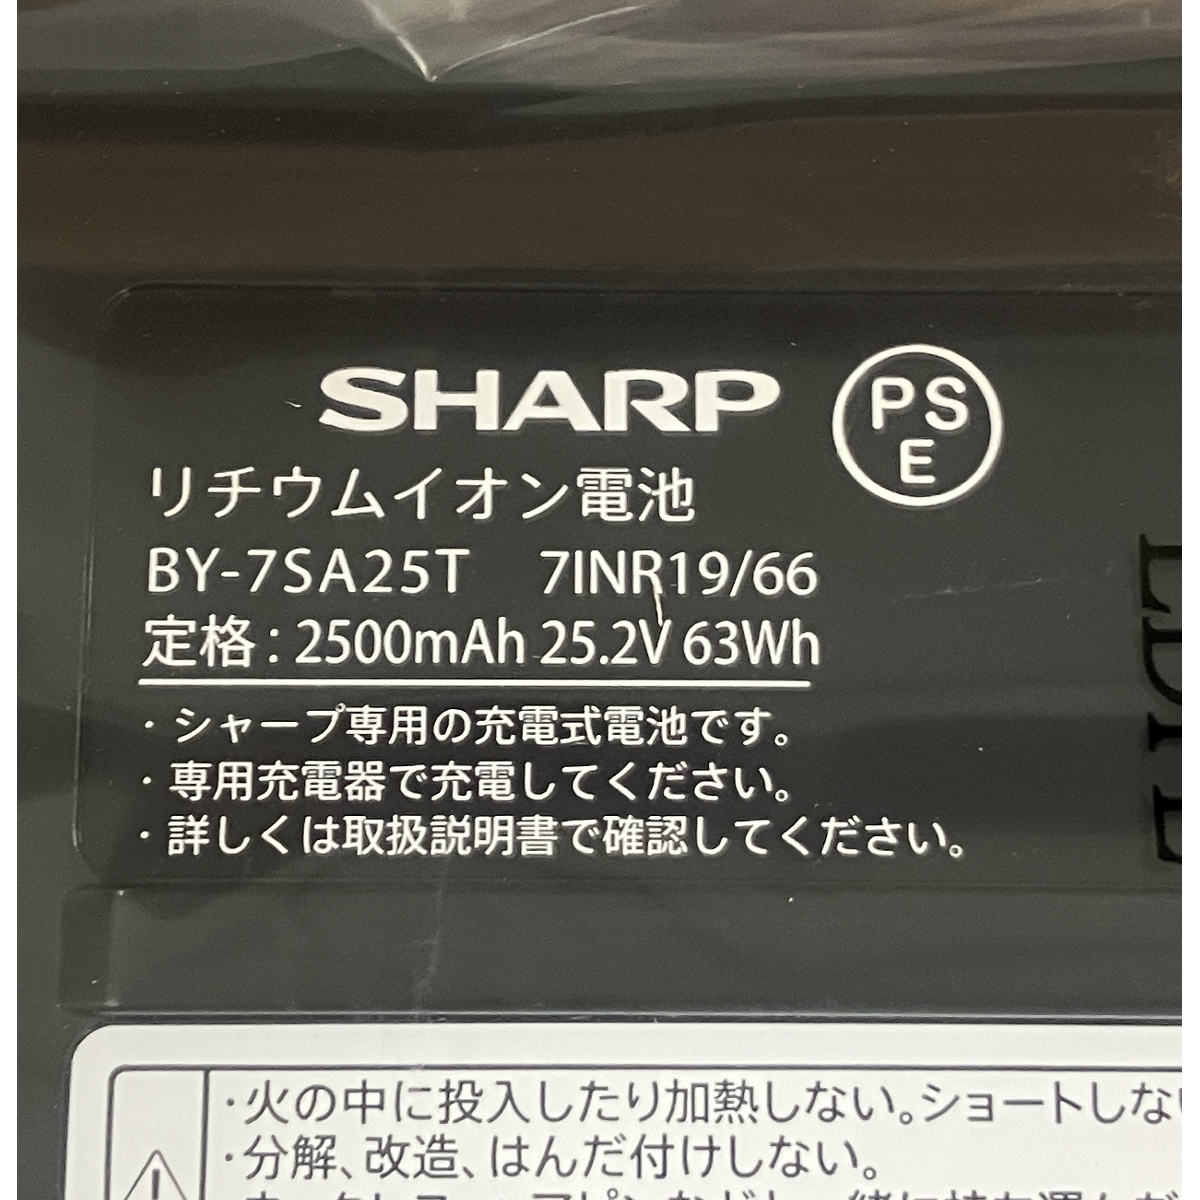 SHARP
PS
E
リチウムイオン電池
BY-7SA25T 7INR19/66
定格:2500mAh 25.2V 63Wh
・シャープ専用の充電式電池です。
・専用充電器で充電してください。
・詳しくは取扱説明書で確認してください。
・火の中に投入したり加熱しない。ショートしない
・分解、改造、はんだ付けしない。